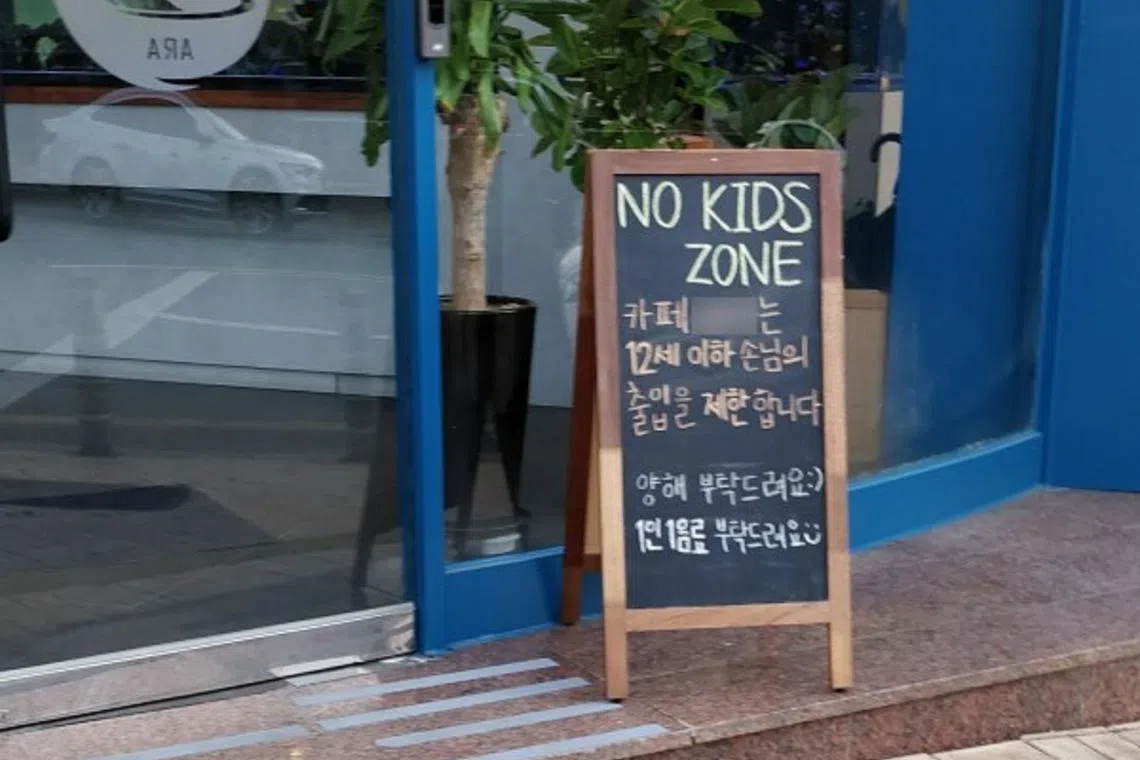 ARA
NO KIDS
ZONE
카페 는
12세 이하 손님의
출입을 제한합니다
양해 부탁드려요:)
1인 1음료 부탁드려요